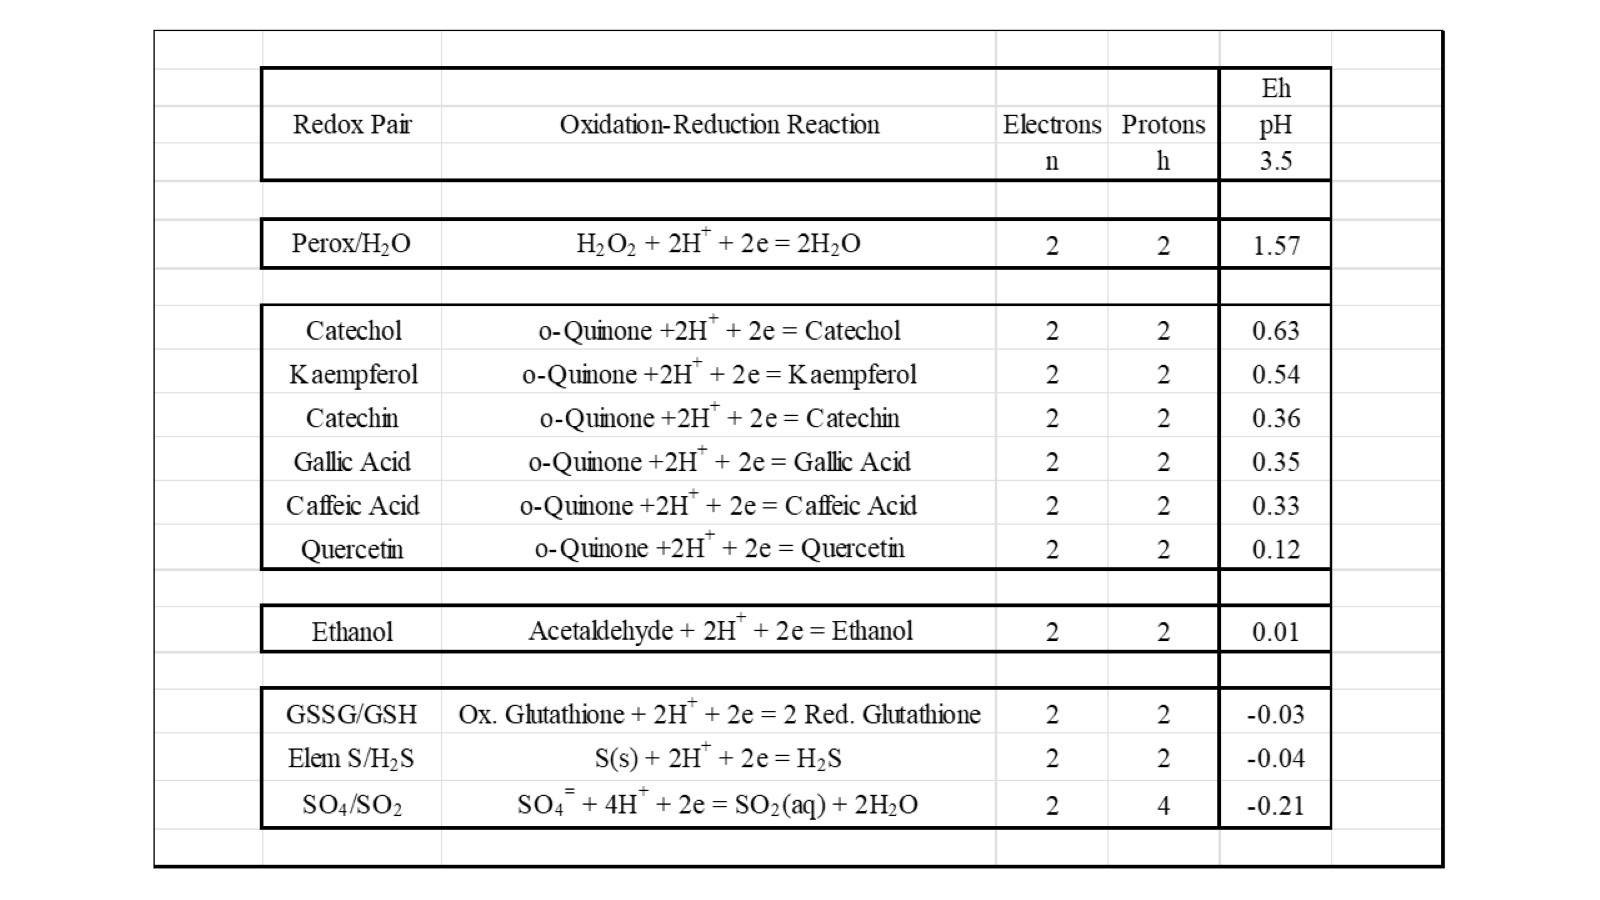 Eh
Redox Pair Oxidation-Reduction Reaction Electrons Protons pH
n h 3.5
Perox/H₂O H₂O₂ + 2H⁺ + 2e = 2H₂O 2 2 1.57
Catechol o-Quinone +2H⁺ + 2e = Catechol 2 2 0.63
Kaempferol o-Quinone +2H⁺ + 2e = Kaempferol 2 2 0.54
Catechin o-Quinone +2H⁺ + 2e = Catechin 2 2 0.36
Gallic Acid o-Quinone +2H⁺ + 2e = Gallic Acid 2 2 0.35
Caffeic Acid o-Quinone +2H⁺ + 2e = Caffeic Acid 2 2 0.33
Quercetin o-Quinone +2H⁺ + 2e = Quercetin 2 2 0.12
Ethanol Acetaldehyde + 2H⁺ + 2e = Ethanol 2 2 0.01
GSSG/GSH Ox. Glutathione + 2H⁺ + 2e = 2 Red. Glutathione 2 2 -0.03
Elem S/H₂S S(s) + 2H⁺ + 2e = H₂S 2 2 -0.04
SO₄/SO₂ SO₄⁼ + 4H⁺ + 2e = SO₂(aq) + 2H₂O 2 4 -0.21